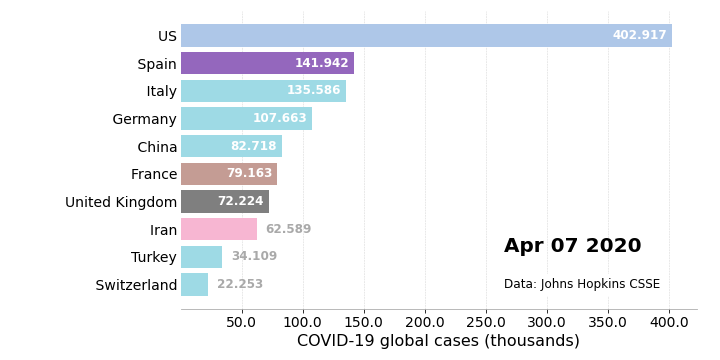 US 402.917
Spain 141.942
Italy 135.586
Germany 107.663
China 82.718
France 79.163
United Kingdom 72.224
Iran 62.589
Turkey 34.109
Switzerland 22.253
Apr 07 2020
Data: Johns Hopkins CSSE
50.0 100.0 150.0 200.0 250.0 300.0 350.0 400.0
COVID-19 global cases (thousands)